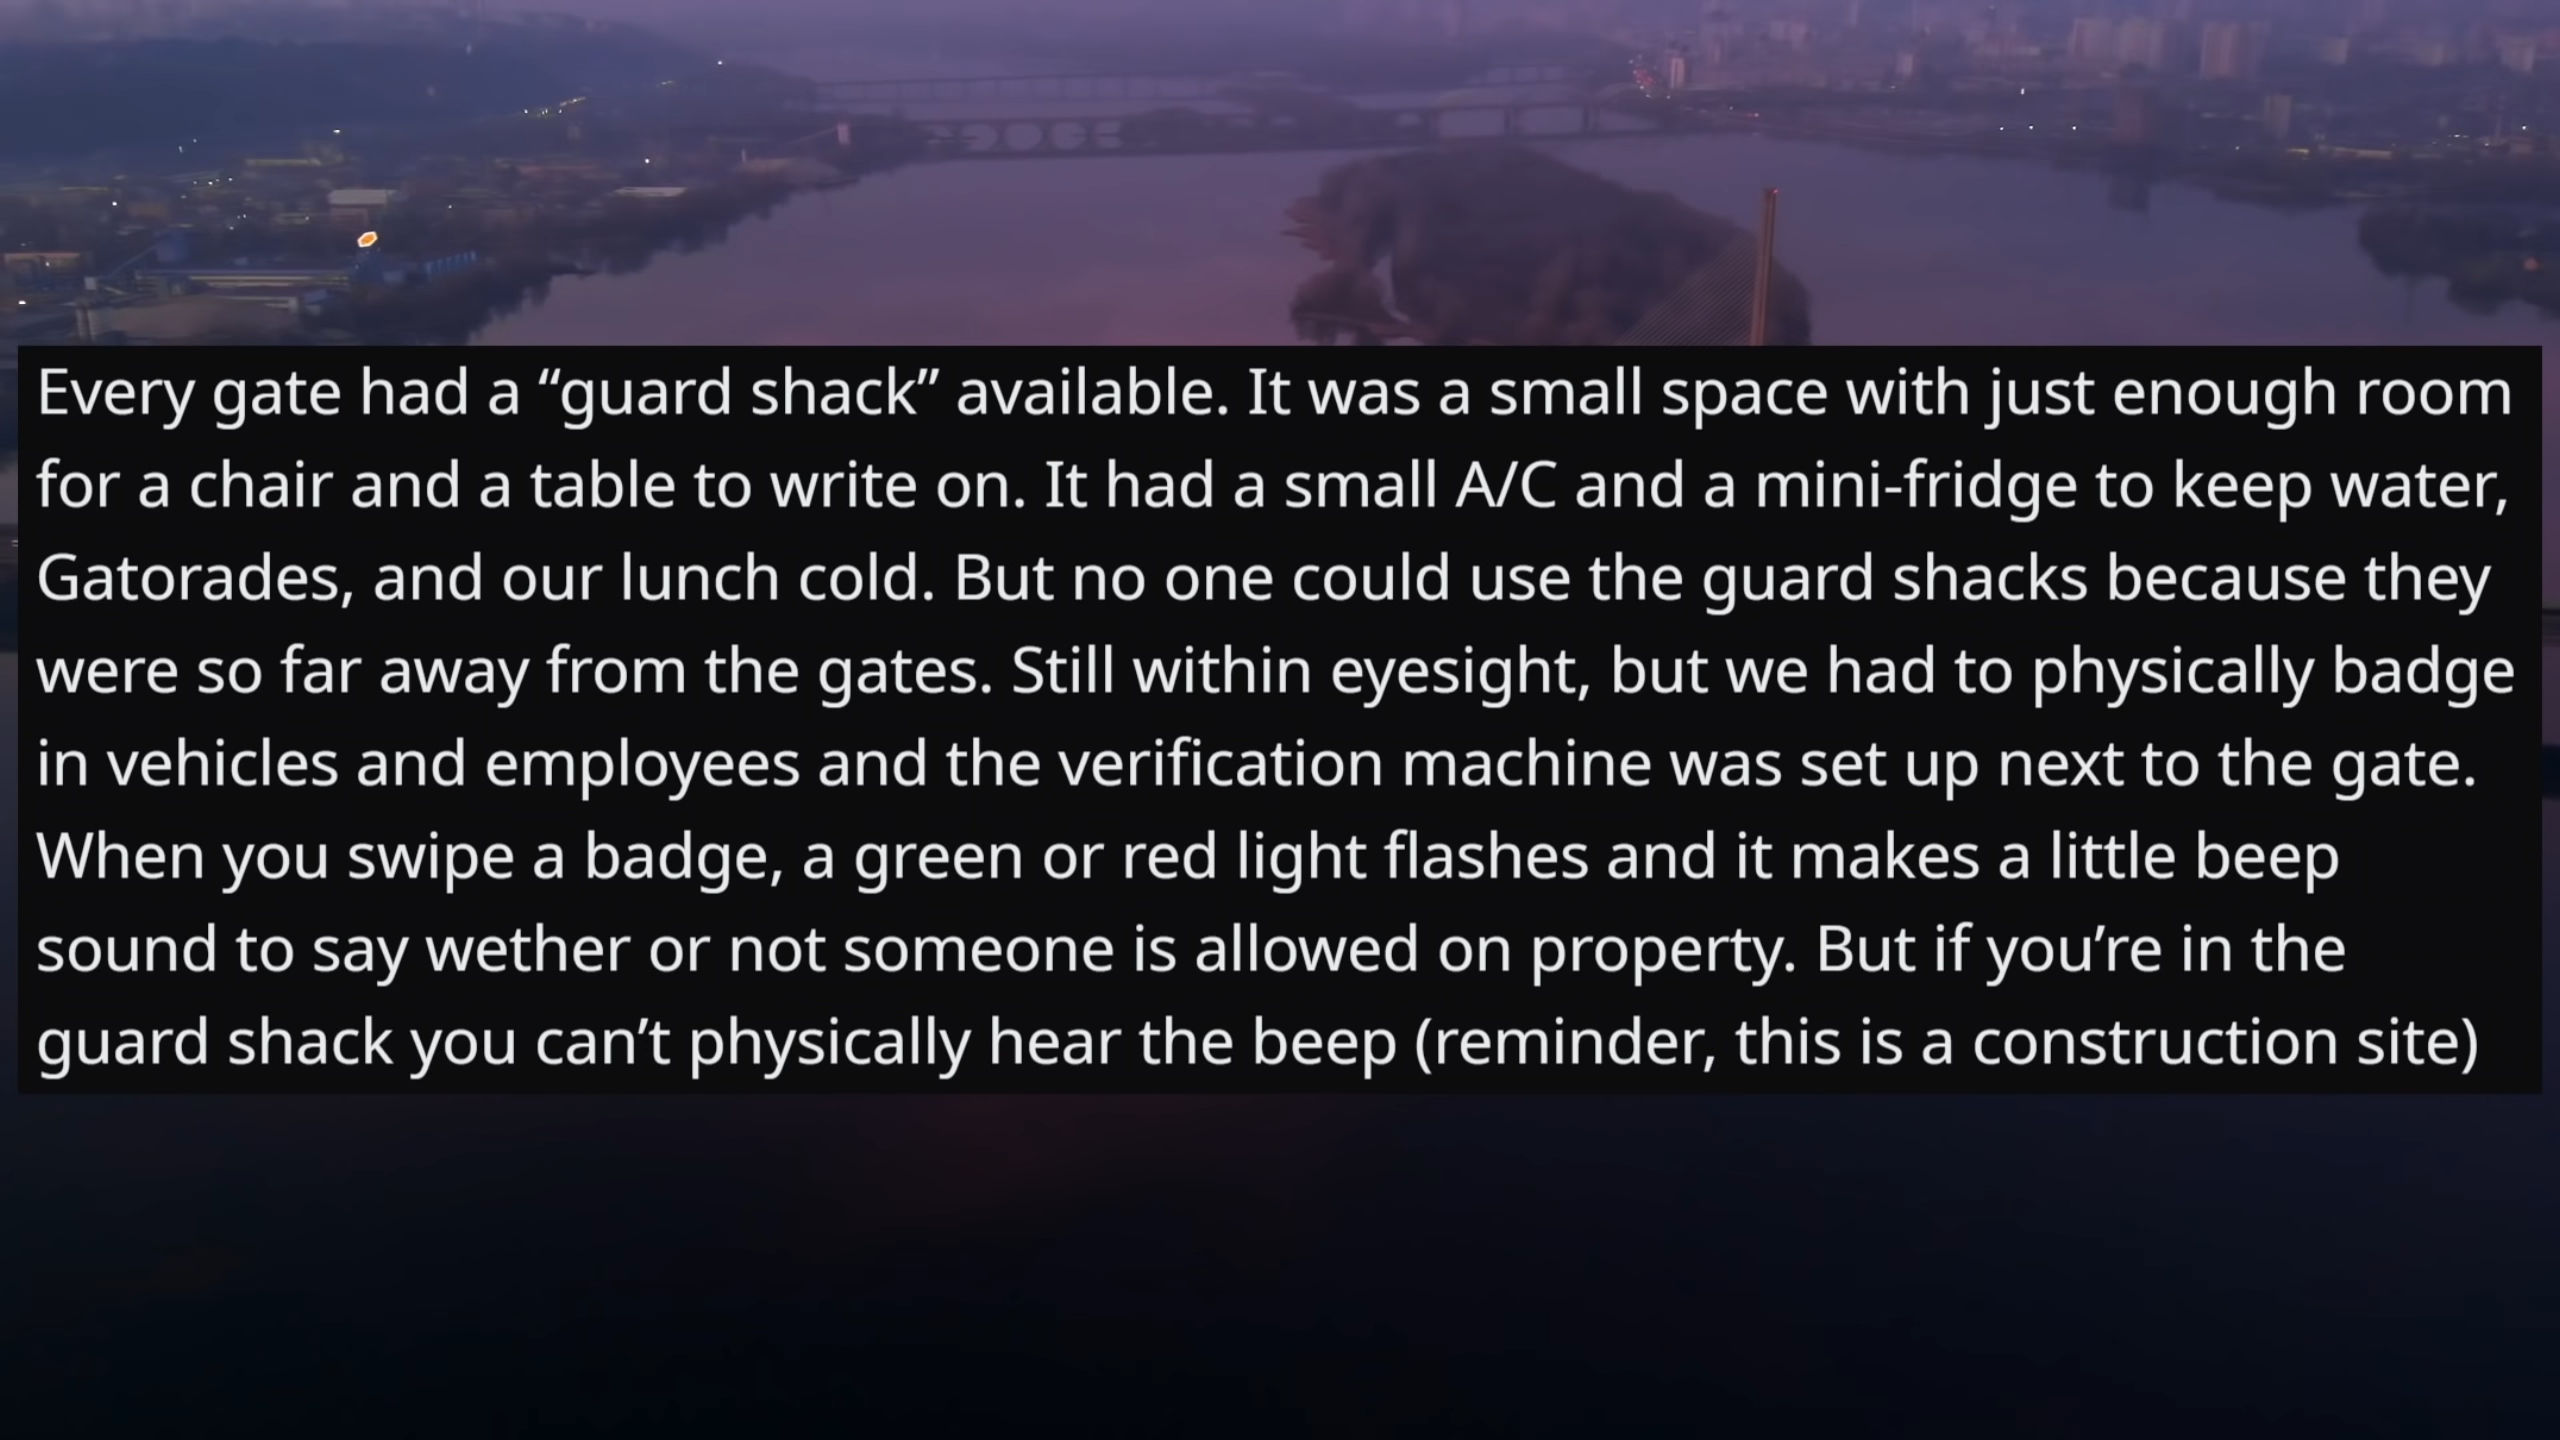 Every gate had a “guard shack” available. It was a small space with just enough room
for a chair and a table to write on. It had a small A/C and a mini-fridge to keep water,
Gatorades, and our lunch cold. But no one could use the guard shacks because they
were so far away from the gates. Still within eyesight, but we had to physically badge
in vehicles and employees and the verification machine was set up next to the gate.
When you swipe a badge, a green or red light flashes and it makes a little beep
sound to say wether or not someone is allowed on property. But if you’re in the
guard shack you can’t physically hear the beep (reminder, this is a construction site)